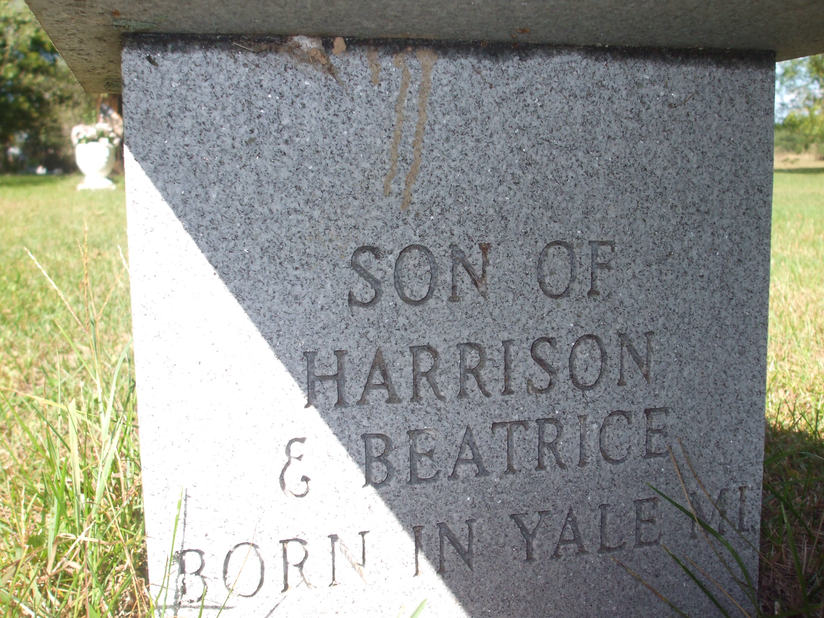 SON OF
HARRISON
& BEATRICE
BORN IN YALE MI.